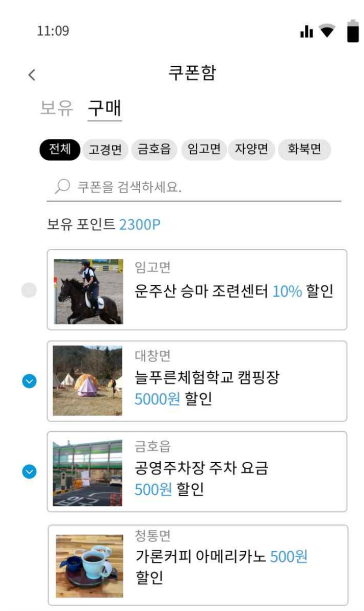 11:09
쿠폰함
보유 구매
전체 고경면 금호읍 임고면 자양면 화북면
쿠폰을 검색하세요.
보유 포인트 2300P
임고면
운주산 승마 조련센터 10% 할인
대창면
늘푸른체험학교 캠핑장
5000원 할인
금호읍
공영주차장 주차 요금
500원 할인
청통면
가론커피 아메리카노 500원
할인